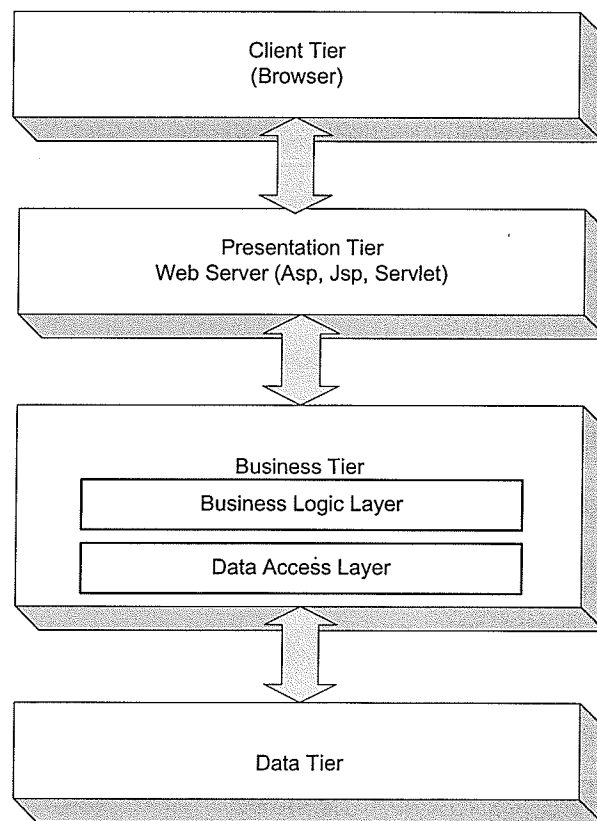 Client Tier
(Browser)
Presentation Tier
Web Server (Asp, Jsp, Servlet)
Business Tier
Business Logic Layer
Data Access Layer
Data Tier